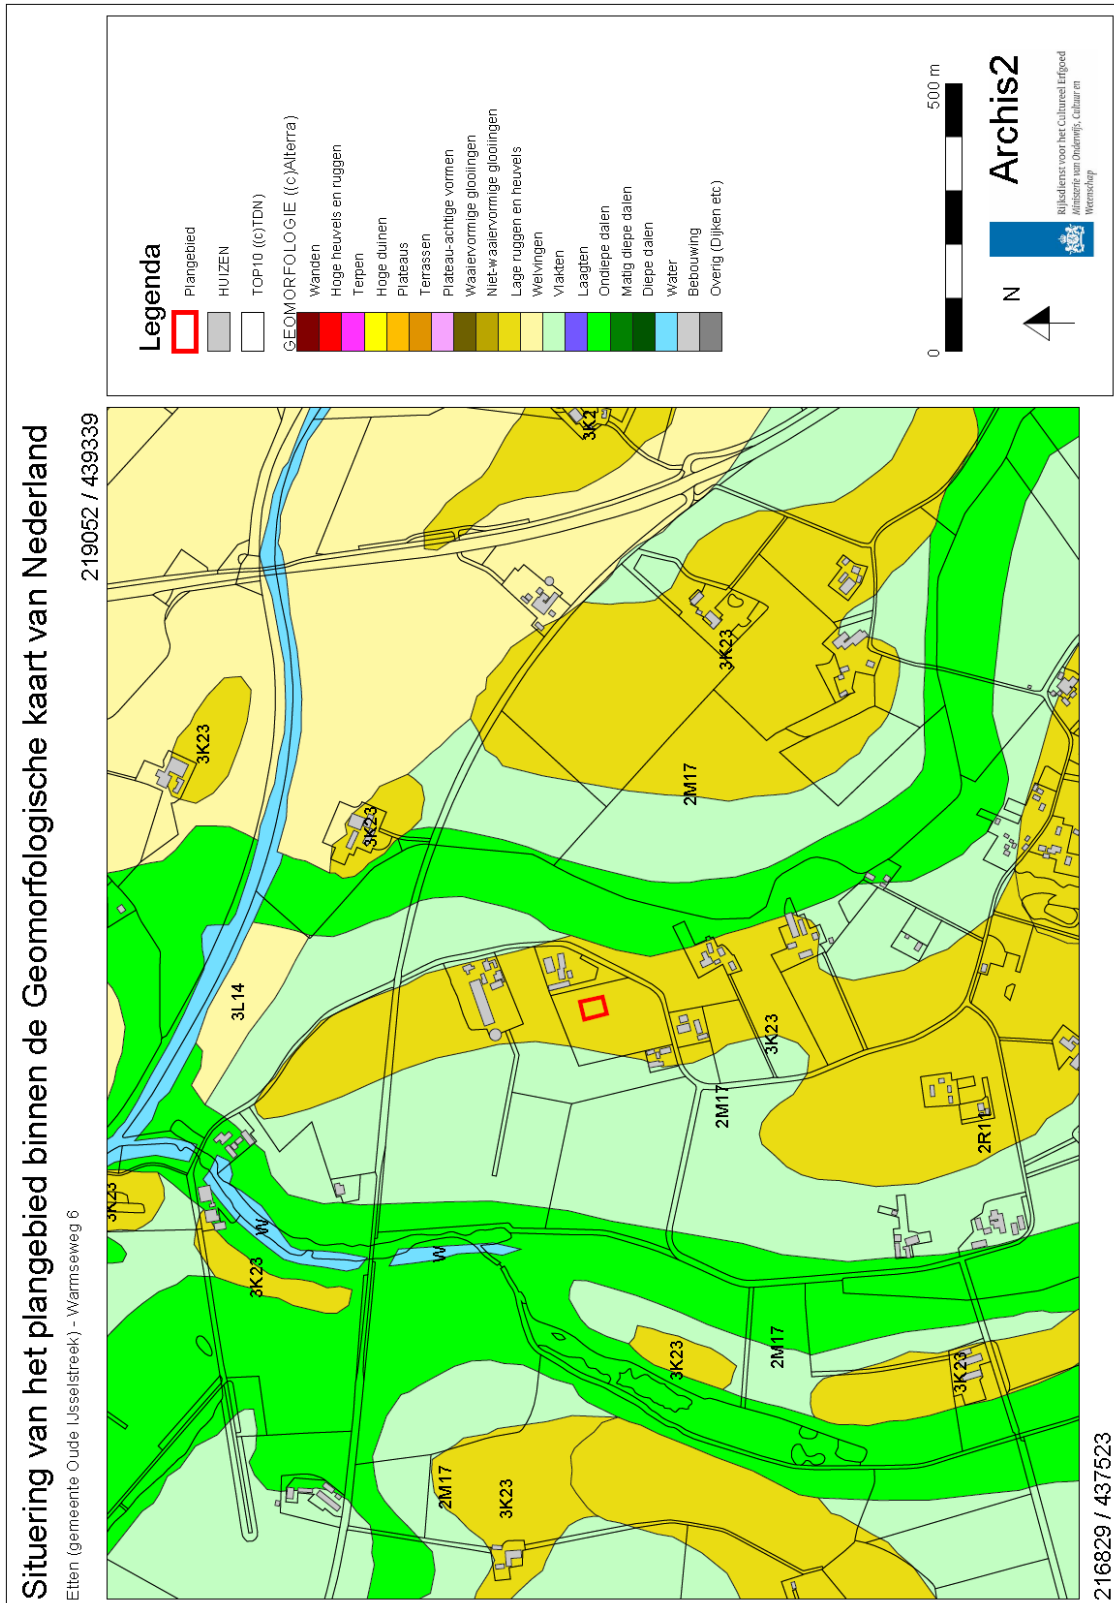 Situering van het plangebied binnen de Geomorfologische kaart van Nederland
Etten (gemeente Oude IJsselstreek) - Warmseweg 6
219052 / 439339
3K23
3K23
3K23
3K23
3K2
3L14
W
W
2M17
3K23
3K23
2M17
3K23
2M17
3K23
2R11
2M17
3K23
216829 / 437523
Legenda
Plangebied
HUIZEN
TOP10 ((c)TDN)
GEOMORFOLOGIE ((c)Alterra)
Wanden
Hoge heuvels en ruggen
Terpen
Hoge duinen
Plateaus
Terrassen
Plateau-achtige vormen
Waaiervormige glooiingen
Niet-waaiervormige glooiingen
Lage ruggen en heuvels
Welvingen
Vlakten
Laagten
Ondiepe dalen
Matig diepe dalen
Diepe dalen
Water
Bebouwing
Overig (Dijken etc)
0
500 m
N
Archis2
Rijksdienst voor het Cultureel Erfgoed
Ministerie van Onderwijs, Cultuur en
Wetenschap